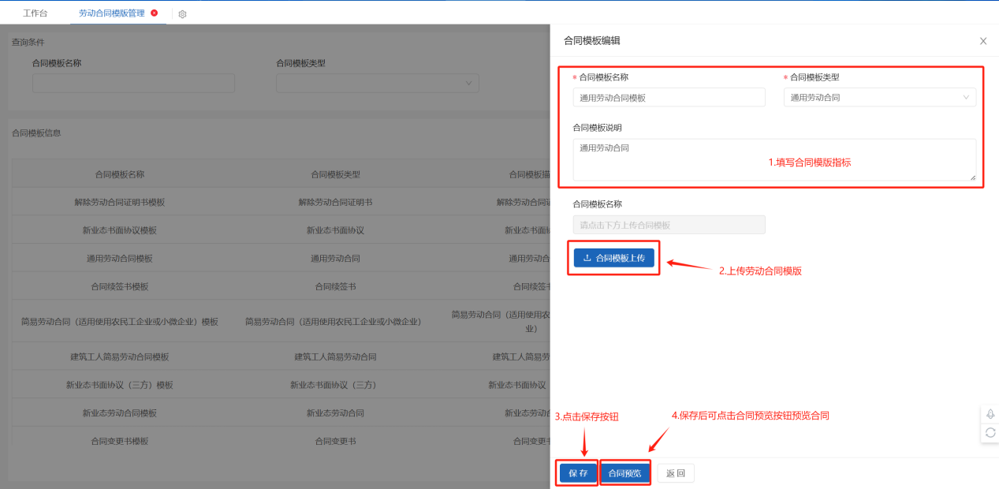 工作台
劳动合同模版管理
查询条件
合同模板名称
合同模板类型
合同模板信息
合同模板名称 合同模板类型 合同模板描
解除劳动合同证明书模板 解除劳动合同证明书 解除劳动合同证
新业态书面协议模板 新业态书面协议 新业态书面协
通用劳动合同模板 通用劳动合同 通用劳动合
合同续签书模板 合同续签书 合同续签书
简易劳动合同（适用使用农民工企业或小微企业）模板 简易劳动合同（适用使用农民工企业或小微企业） 简易劳动合同（适用使用农
业）
建筑工人简易劳动合同模板 建筑工人简易劳动合同 建筑工人简易劳
新业态书面协议（三方）模板 新业态书面协议（三方） 新业态书面协议
新业态劳动合同模板 新业态劳动合同 新业态劳动合
合同变更书模板 合同变更书 合同变更书
合同模板编辑
* 合同模板名称
* 合同模板类型
通用劳动合同模板
通用劳动合同
合同模板说明
通用劳动合同
1.填写合同模版指标
合同模板名称
请点击下方上传合同模板
合同模板上传
2.上传劳动合同模版
3.点击保存按钮
4.保存后可点击合同预览按钮预览合同
保存
合同预览
返回